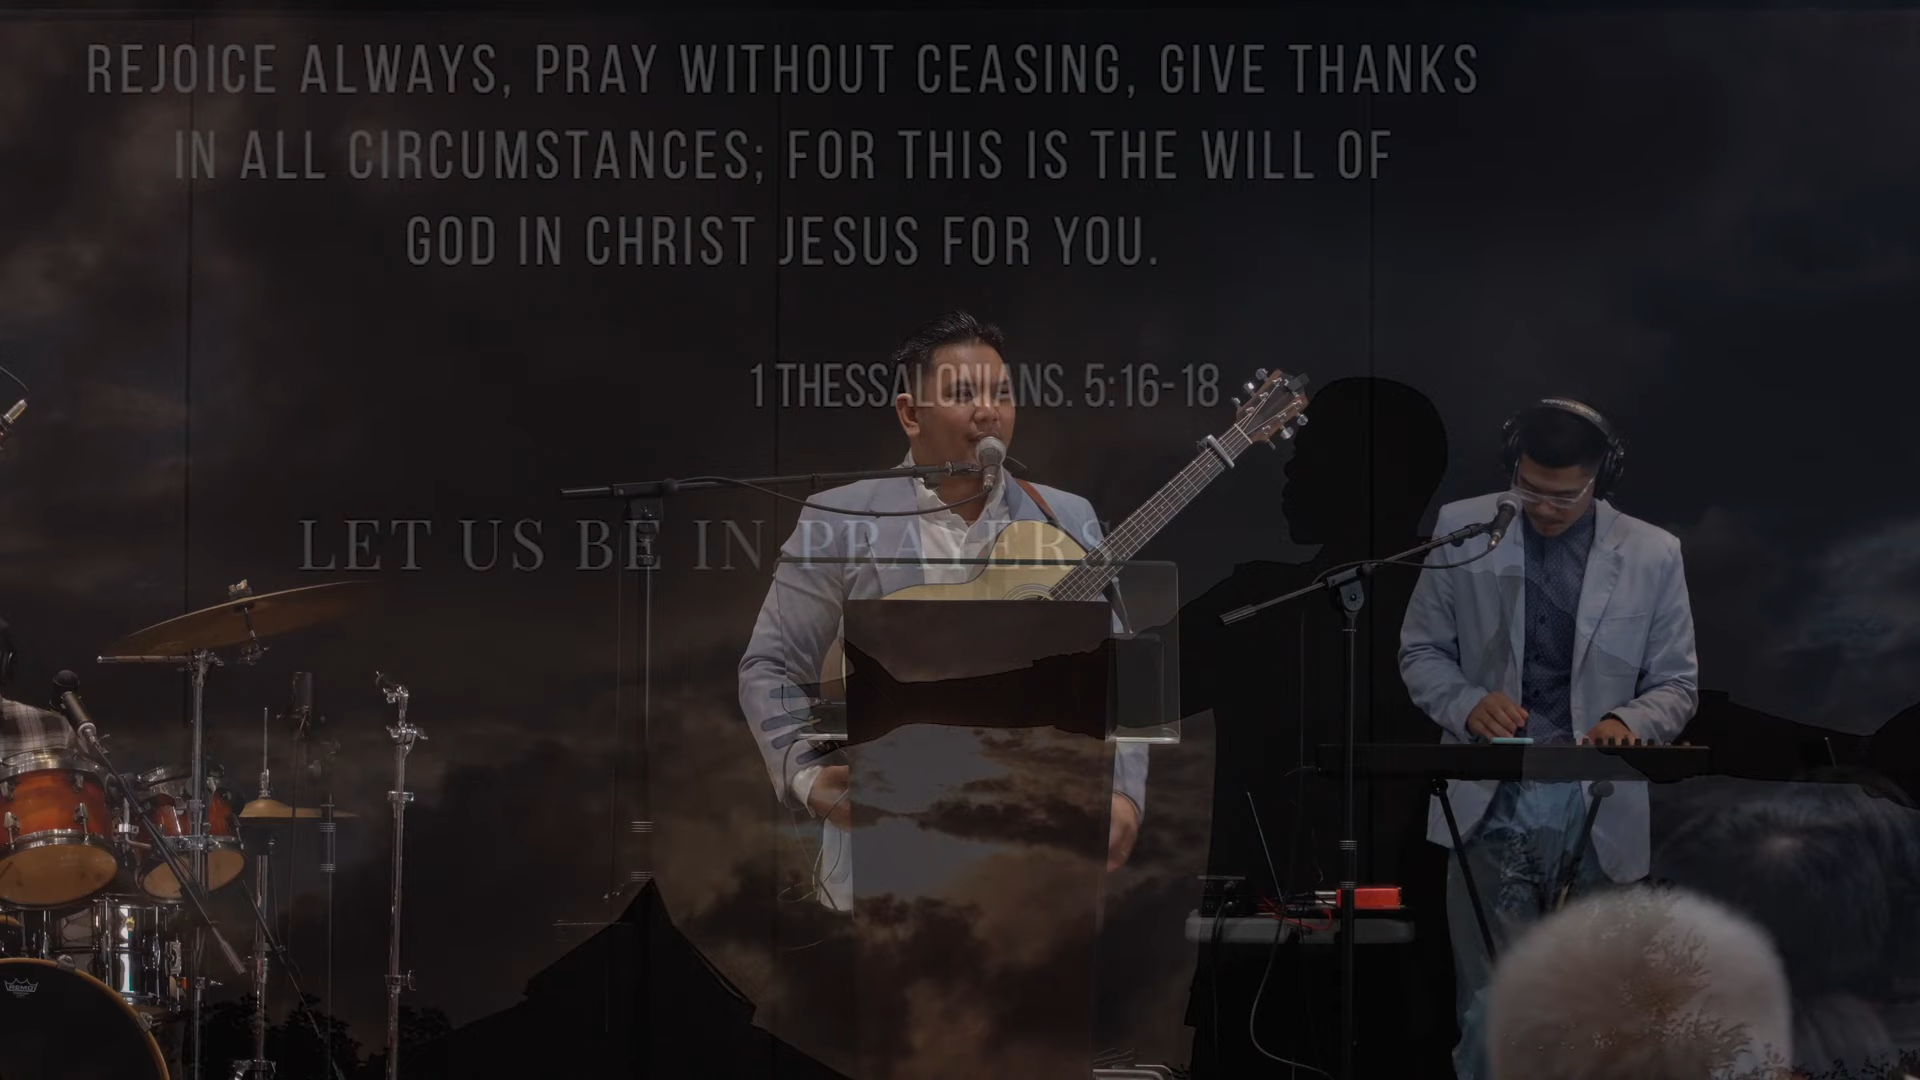 REJOICE ALWAYS, PRAY WITHOUT CEASING, GIVE THANKS
IN ALL CIRCUMSTANCES; FOR THIS IS THE WILL OF
GOD IN CHRIST JESUS FOR YOU.
1 THESSALONIANS. 5:16-18
LET US BE IN PRAYERS
REMO